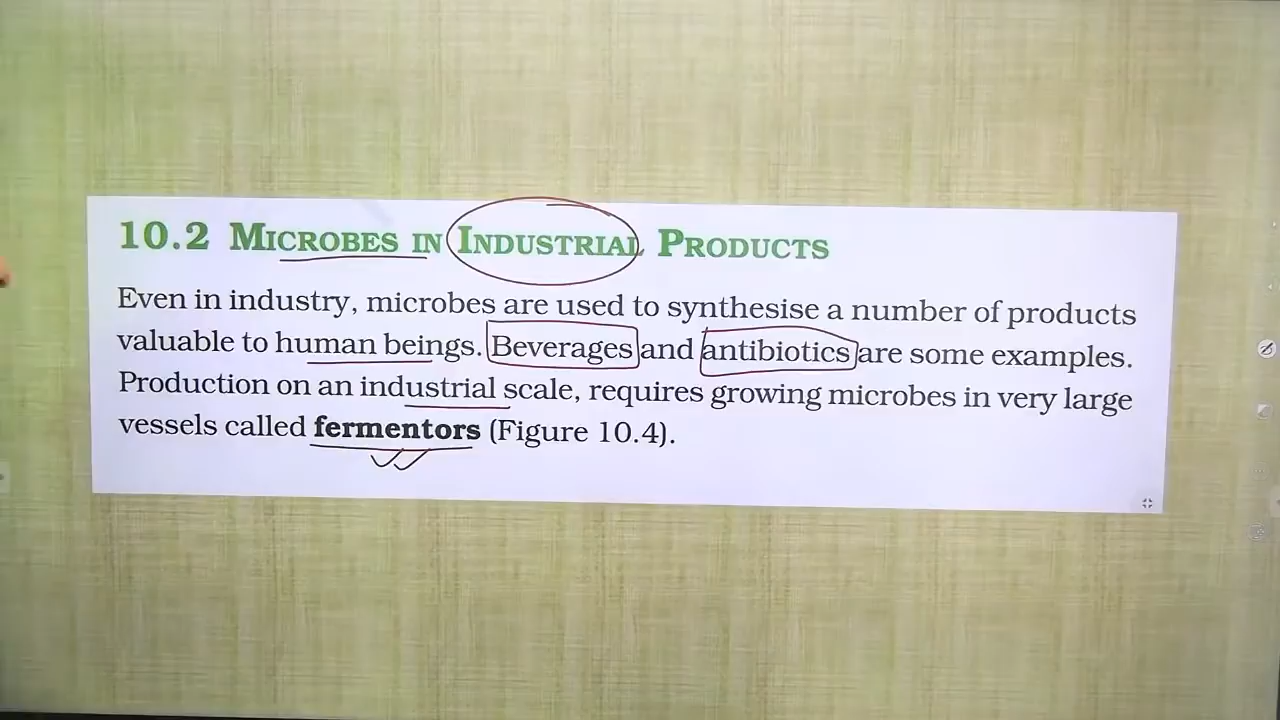 10.2 MICROBES IN INDUSTRIAL PRODUCTS
Even in industry, microbes are used to synthesise a number of products
valuable to human beings. Beverages and antibiotics are some examples.
Production on an industrial scale, requires growing microbes in very large
vessels called fermentors (Figure 10.4).